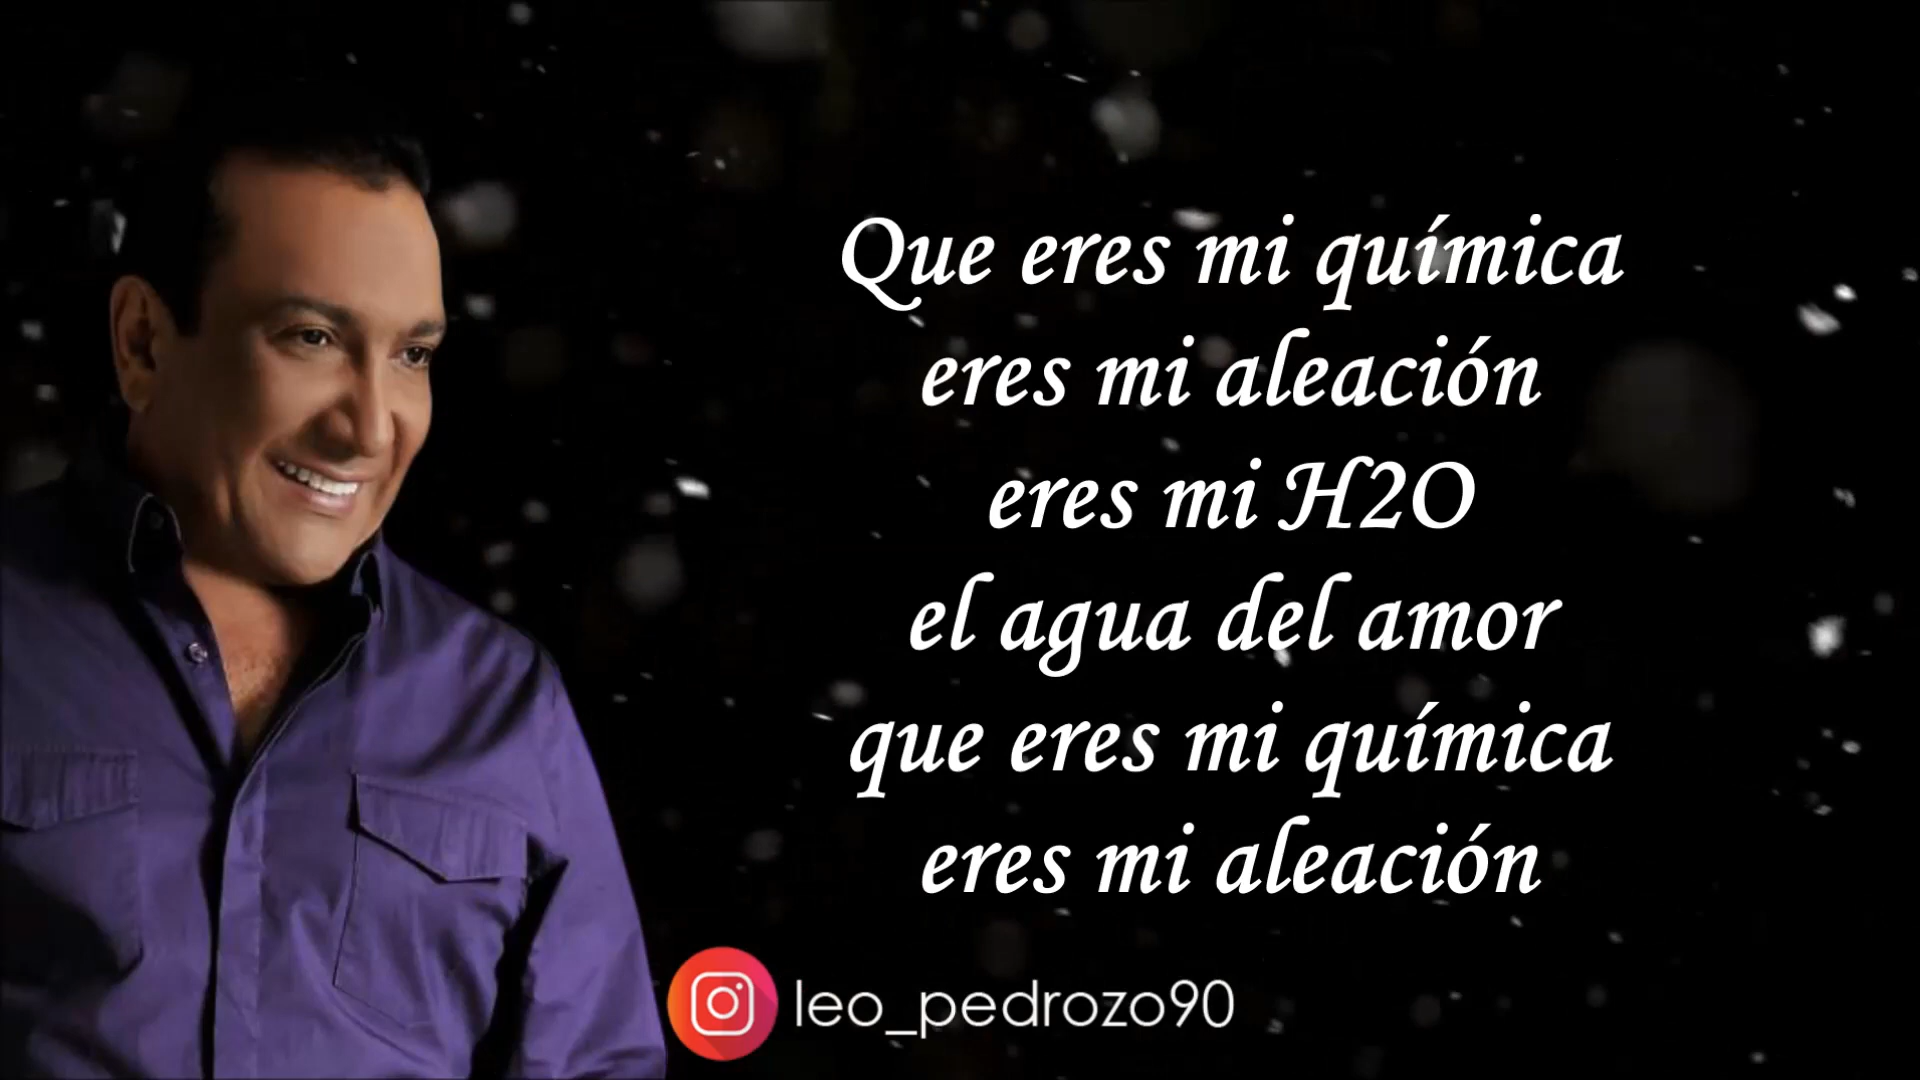 Que eres mi química
eres mi aleación
eres mi H2O
el agua del amor
que eres mi química
eres mi aleación
leo_pedrozo90